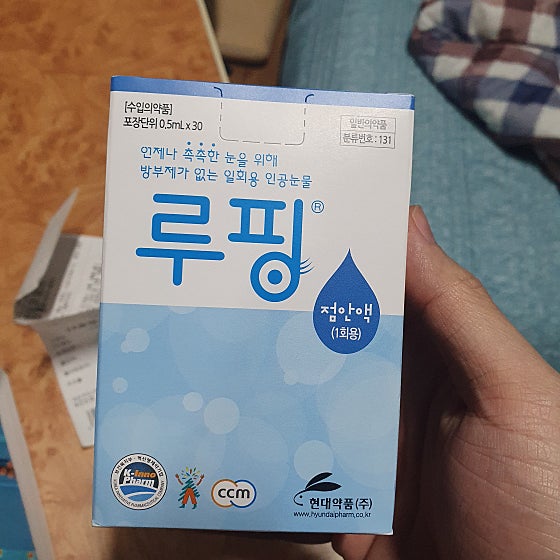 [수입의약품]
포장단위 0.5mL x 30
일반의약품
분류번호 : 131
언제나 촉촉한 눈을 위해
방부제가 없는 일회용 인공눈물
루핑®
점안액
(1회용)
K-inno
Pharm
ccm
현대약품(주)
www.hyundaipharm.co.kr